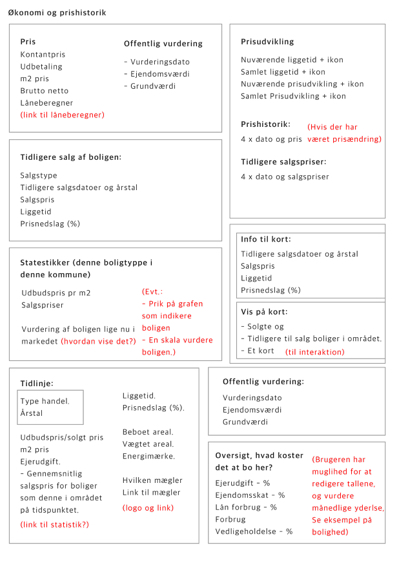 Økonomi og prishistorik
Pris
Kontantpris
Udbetaling
m2 pris
Brutto netto
Låneberegner
(link til låneberegner)
Offentlig vurdering
- Vurderingsdato
- Ejendomsværdi
- Grundværdi
Prisudvikling
Nuværende liggetid + ikon
Samlet liggetid + ikon
Nuværende prisudvikling + ikon
Samlet Prisudvikling + ikon
Prishistorik: (Hvis der har
4 x dato og pris været prisændring)
Tidligere salgspriser:
4 x dato og salgspriser
Tidligere salg af boligen:
Salgstype
Tidligere salgsdatoer og årstal
Salgspris
Liggetid
Prisnedslag (%)
Info til kort:
Tidligere salgsdatoer og årstal
Salgspris
Liggetid
Prisnedslag (%)
Statestikker (denne boligtype i
denne kommune)
Udbudspris pr m2
Salgspriser
Vurdering af boligen lige nu i
markedet (hvordan vise det?)
(Evt.:
- Prik på grafen
som indikere
boligen
- En skala vurdere
boligen.)
Vis på kort:
- Solgte og
- Tidligere til salg boliger i området.
- Et kort (til interaktion)
Tidlinje:
Type handel.
Årstal
Udbudspris/solgt pris
m2 pris
Ejerudgift.
- Gennemsnitlig
salgspris for boliger
som denne i området
på tidspunktet.
(link til statistik?)
Liggetid.
Prisnedslag (%).
Beboet areal.
Vægtet areal.
Energimærke.
Hvilken mægler
Link til mægler
(logo og link)
Offentlig vurdering:
Vurderingsdato
Ejendomsværdi
Grundværdi
Oversigt, hvad koster
det at bo her?
Ejerudgift - %
Ejendomsskat - %
Lån forbrug - %
Forbrug
Vedligeholdelse - %
(Brugeren har
muglihed for at
redigere tallene,
og vurdere
månedlige yderlse.
Se eksempel på
bolighed)